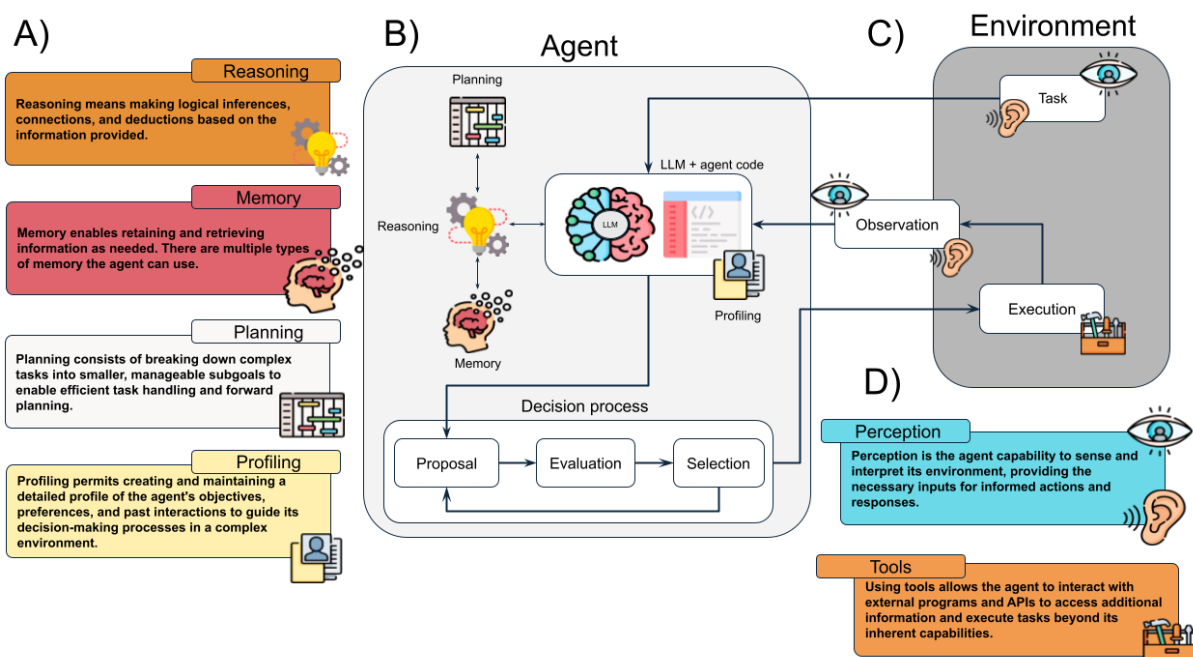 A)
Reasoning
Reasoning means making logical inferences,
connections, and deductions based on the
information provided.
Memory
Memory enables retaining and retrieving
information as needed. There are multiple types
of memory the agent can use.
Planning
Planning consists of breaking down complex
tasks into smaller, manageable subgoals to
enable efficient task handling and forward
planning.
Profiling
Profiling permits creating and maintaining a
detailed profile of the agent's objectives,
preferences, and past interactions to guide its
decision-making processes in a complex
environment.
B)
Agent
Planning
LLM + agent code
Reasoning
LLM
</>
Profiling
Memory
Decision process
Proposal
Evaluation
Selection
C)
Environment
Task
Observation
Execution
D)
Perception
Perception is the agent capability to sense and
interpret its environment, providing the
necessary inputs for informed actions and
responses.
Tools
Using tools allows the agent to interact with
external programs and APIs to access additional
information and execute tasks beyond its
inherent capabilities.